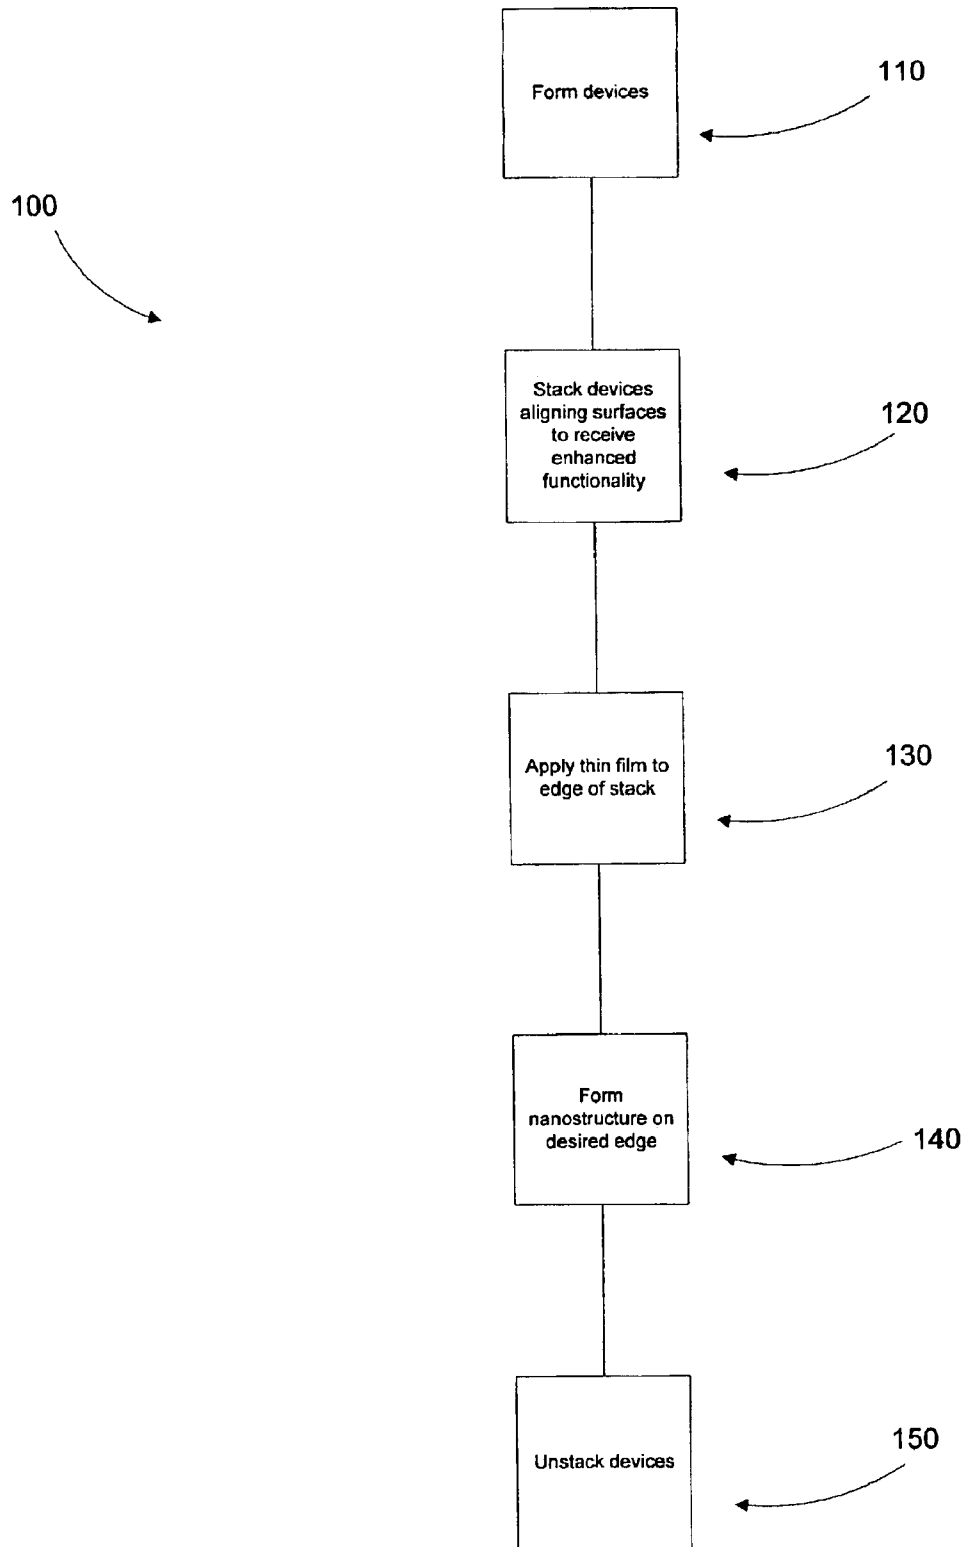 Form devices
110
100
Stack devices
aligning surfaces
to receive
enhanced
functionality
120
Apply thin film to
edge of stack
130
Form
nanostructure on
desired edge
140
Unstack devices
150